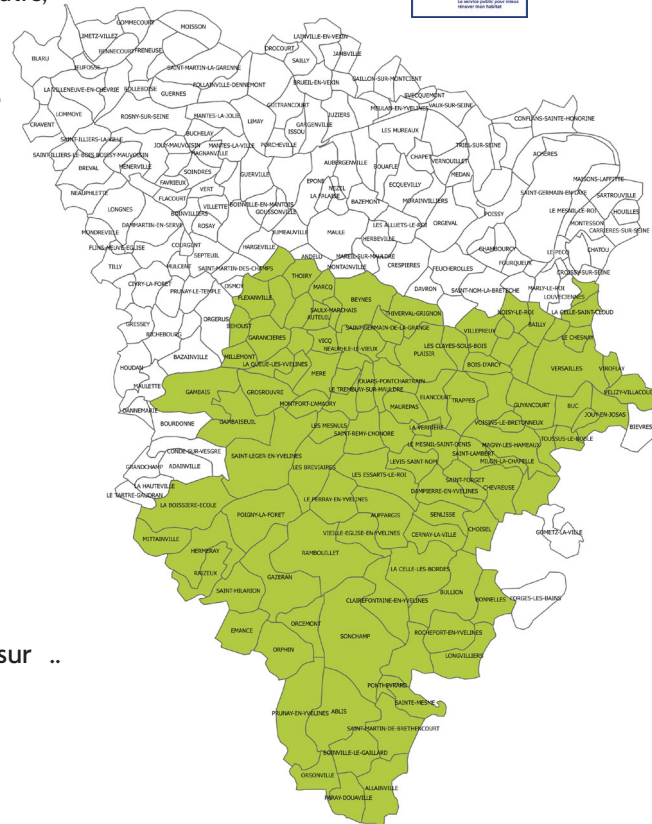 Le service public pour mieux
rénover mon habitat
GOMMECOURT
MOISSON
LIMETZ-VILLEZ
BENNECOURT
FRENEUSE
LAINVILLE-EN-VEXIN
DROCOURT
JAMBVILLE
SAILLY
BLARU
JEUFOSSE
SAINT-MARTIN-LA-GARENNE
GAILLON-SUR-MONTCIENT
FOLLAINVILLE-DENNEMONT
BRUEIL-EN-VEXIN
LA VILLENEUVE-EN-CHEVRIE
ROLLEBOISE
GUERNES
EVECQUEMONT
GUITRANCOURT
MEULAN-EN-YVELINES
VAUX-SUR-SEINE
LOMMOYE
ROSNY-SUR-SEINE
MANTES-LA-JOLIE
JUZIERS
LIMAY
GARGENVILLE
CONFLANS-SAINTE-HONORINE
CRAVENT
BUCHELAY
ISSOU
LES MUREAUX
SAINT-ILLIERS-LA-VILLE
JOUY-MAUVOISIN
MANTES-LA-VILLE
PORCHEVILLE
TRIEL-SUR-SEINE
MAGNANVILLE
SAINT-ILLIERS-LE-BOIS
BOISSY-MAUVOISIN
CHAPET
VERNOUILLET
ACHERES
BREVAL
MENERVILLE
SOINDRES
GUERVILLE
AUBERGENVILLE
BOUAFLE
MEDAN
FAVRIEUX
EPONE
ECQUEVILLY
MAISONS-LAFFITTE
NEAUPHLETTE
VERT
NEZEL
SAINT-GERMAIN-EN-LAYE
SARTROUVILLE
FLACOURT
LA FALAISE
BAZEMONT
MORAINVILLIERS
LONGNES
VILLETTE
BOINVILLE-EN-MANTOIS
LE MESNIL-LE-ROI
HOUILLES
BOINVILLIERS
GOUSSONVILLE
POISSY
MONTESSON
DAMMARTIN-EN-SERVE
ROSAY
LES ALLUETS-LE-ROI
ORGEVAL
CARRIERES-SUR-SEINE
MONDREVILLE
JUMEAUVILLE
MAULE
HERBEVILLE
FLINS-NEUVE-EGLISE
COURGENT
HARGEVILLE
CHAMBOURCY
LE PECQ
CHATOU
SEPTEUIL
ANDELU
MAREIL-SUR-MAULDRE
FOURQUEUX
TILLY
MULCENT
SAINT-MARTIN-DES-CHAMPS
MONTAINVILLE
CRESPIERES
FEUCHEROLLES
CROISSY-SUR-SEINE
CIVRY-LA-FORET
THOIRY
DAVRON
SAINT-NOM-LA-BRETECHE
MARLY-LE-ROI
PRUNAY-LE-TEMPLE
OSMOY
MARCQ
LOUVECIENNES
FLEXANVILLE
BEYNES
LA CELLE-SAINT-CLOUD
SAULX-MARCHAIS
THIVERVAL-GRIGNON
NOISY-LE-ROI
GRESSEY
ORGERUS
AUTEUIL
BAILLY
BEHOUST
SAINT-GERMAIN-DE-LA-GRANGE
VILLEPREUX
RICHEBOURG
GARANCIERES
VICQ
LE CHESNAY
NEAUPHLE-LE-VIEUX
LES CLAYES-SOUS-BOIS
BAZAINVILLE
MILLEMONT
PLAISIR
LA QUEUE-LES-YVELINES
BOIS-D'ARCY
VERSAILLES
VIROFLAY
HOUDAN
MERE
MAULETTE
JOUARS-PONTCHARTRAIN
GAMBAIS
GROSROUVRE
LE TREMBLAY-SUR-MAULDRE
VELIZY-VILLACOUBLAY
ELANCOURT
TRAPPES
MONTFORT-L'AMAURY
MAUREPAS
GUYANCOURT
BUC
DANNEMARIE
JOUY-EN-JOSAS
BOURDONNE
GAMBAISEUIL
LES MESNULS
LA VERRIERE
VOISINS-LE-BRETONNEUX
BIEVRES
SAINT-REMY-L'HONORE
TOUSSUS-LE-NOBLE
LE MESNIL-SAINT-DENIS
MAGNY-LES-HAMEAUX
CONDE-SUR-VESGRE
SAINT-LEGER-EN-YVELINES
SAINT-LAMBERT
GRANDCHAMP
ADAINVILLE
LES BREVIAIRES
LEVIS-SAINT-NOM
MILON-LA-CHAPELLE
LES ESSARTS-LE-ROI
SAINT-FORGET
LA HAUTEVILLE
CHEVREUSE
LE TARTRE-GAUDRAN
DAMPIERRE-EN-YVELINES
LA BOISSIERE-ECOLE
LE PERRAY-EN-YVELINES
POIGNY-LA-FORET
AUFFARGIS
SENLISSE
CHOISEL
MITTAINVILLE
VIEILLE-EGLISE-EN-YVELINES
CERNAY-LA-VILLE
GOMETZ-LA-VILLE
HERMERAY
RAMBOUILLET
RAIZEUX
LA CELLE-LES-BORDES
GAZERAN
SAINT-HILARION
BULLION
CLAIREFONTAINE-EN-YVELINES
BONNELLES
FORGES-LES-BAINS
ORCEMONT
EMANCE
SONCHAMP
ROCHEFORT-EN-YVELINES
ORPHIN
LONGVILLIERS
sur ..
PONTHEVRARD
SAINTE-MESME
PRUNAY-EN-YVELINES
ABLIS
SAINT-MARTIN-DE-BRETHENCOURT
BOINVILLE-LE-GAILLARD
ORSONVILLE
ALLAINVILLE
PARAY-DOUAVILLE